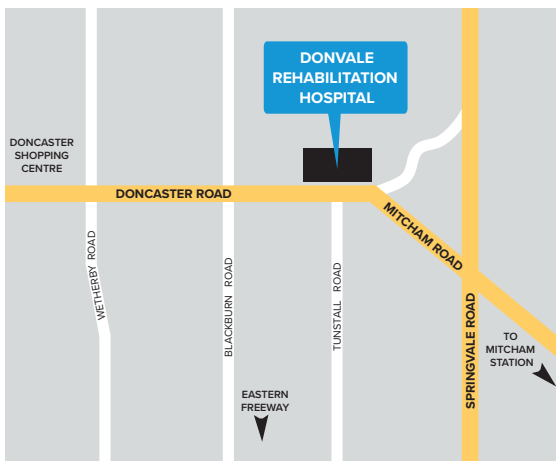 DONVALE
REHABILITATION
HOSPITAL
DONCASTER
SHOPPING
CENTRE
DONCASTER ROAD
MITCHAM ROAD
WETHERBY ROAD
BLACKBURN ROAD
TUNSTALL ROAD
SPRINGVALE ROAD
TO
MITCHAM
STATION
EASTERN
FREEWAY